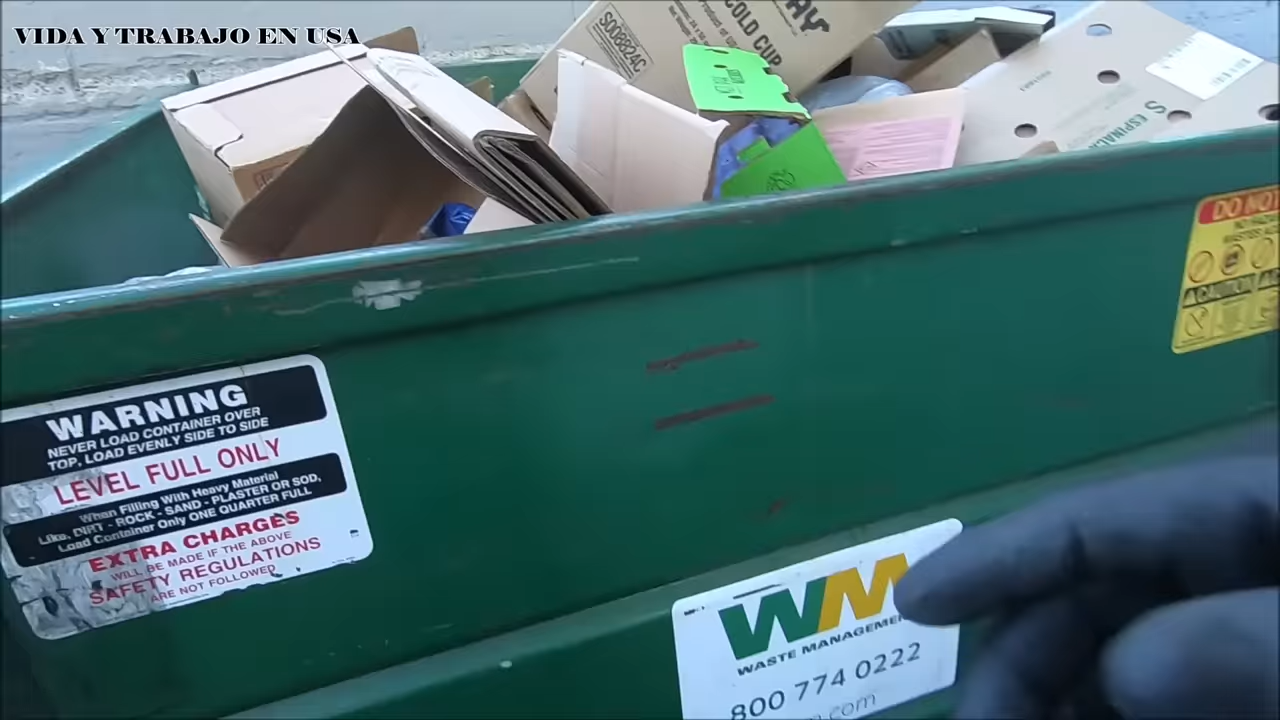 VIDA Y TRABAJO EN USA
COLD CUP
S00824C
ESPINAL
DO NOT
CAUTION
WARNING
NEVER LOAD CONTAINER OVER
TOP, LOAD EVENLY SIDE TO SIDE
LEVEL FULL ONLY
When Filling With Heavy Material
Like, DIRT - ROCK - SAND - PLASTER OR SOD,
Load Container Only ONE QUARTER FULL
EXTRA CHARGES
WILL BE MADE IF THE ABOVE
SAFETY REGULATIONS
ARE NOT FOLLOWED
WM
WASTE MANAGEMEN
800 774 0222
.com